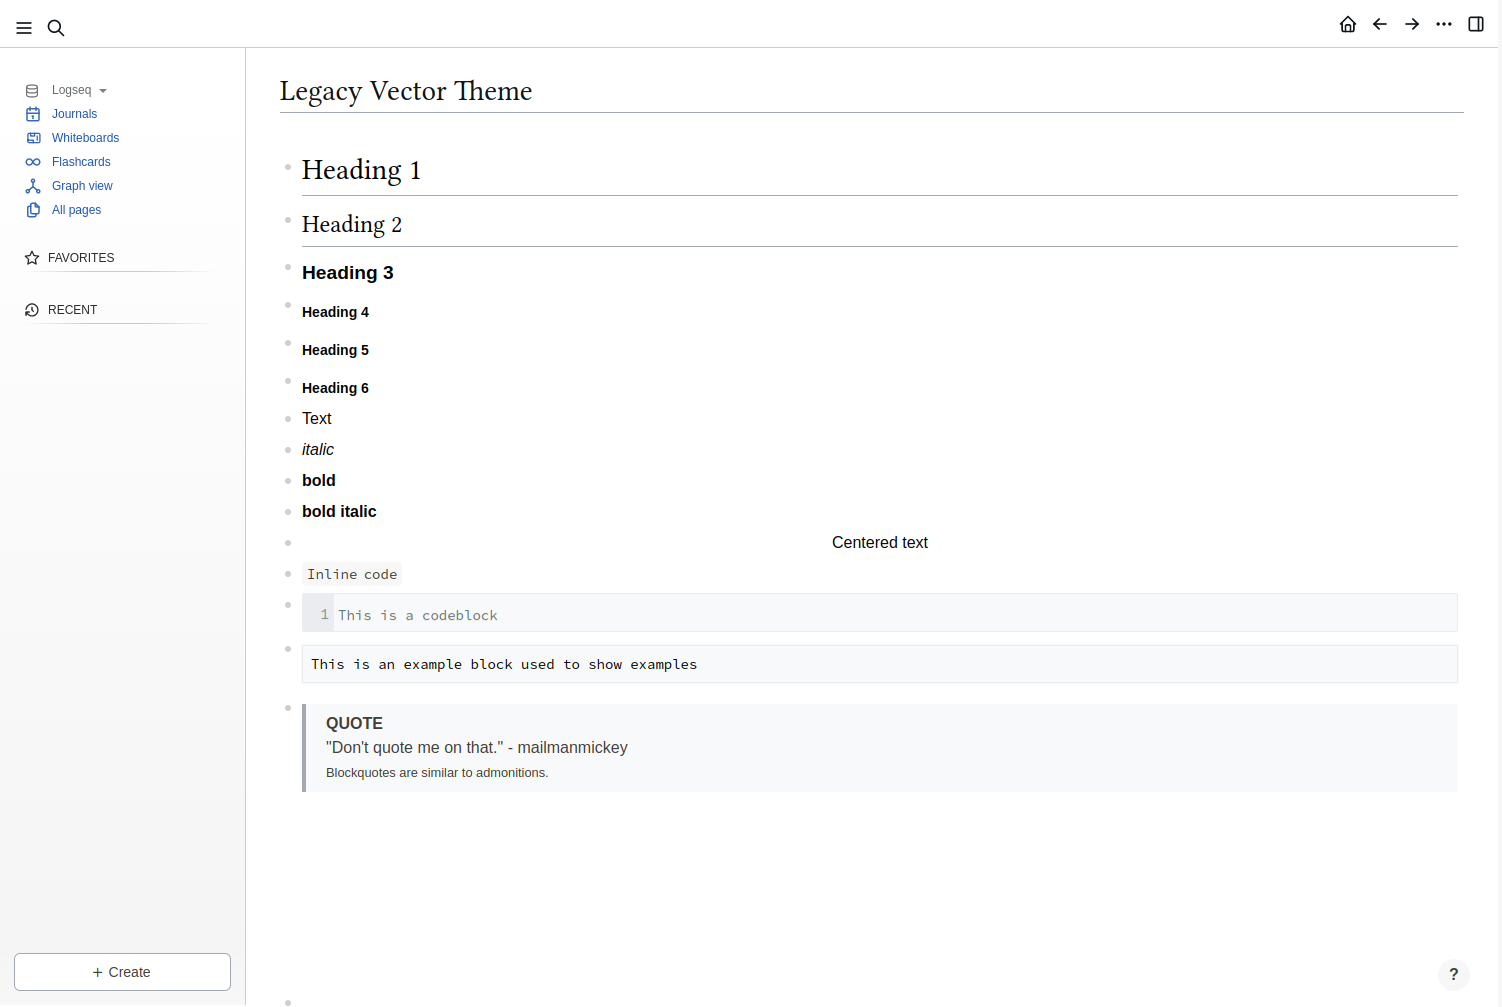 Logseq
Journals
Whiteboards
Flashcards
Graph view
All pages
FAVORITES
RECENT
+ Create
Legacy Vector Theme
Heading 1
Heading 2
Heading 3
Heading 4
Heading 5
Heading 6
Text
italic
bold
bold italic
Centered text
Inline code
1 This is a codeblock
This is an example block used to show examples
QUOTE
"Don't quote me on that." - mailmanmickey
Blockquotes are similar to admonitions.
?